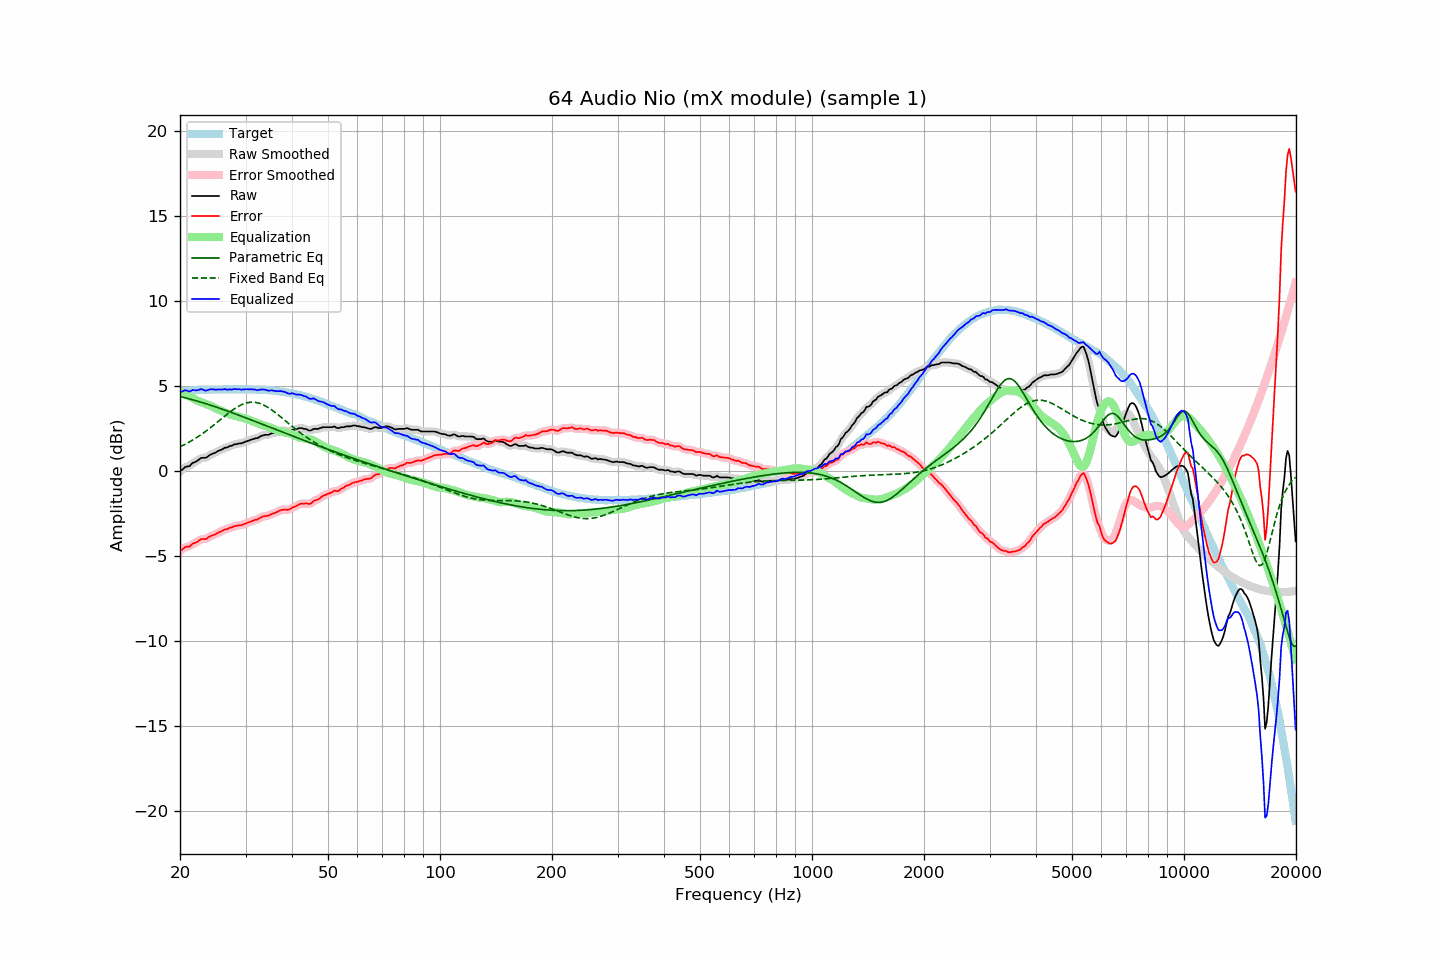 64 Audio Nio (mX module) (sample 1)
20
15
10
5
0
−5
−10
−15
−20
Amplitude (dBr)
Target
Raw Smoothed
Error Smoothed
Raw
Error
Equalization
Parametric Eq
Fixed Band Eq
Equalized
20
50
100
200
500
1000
2000
5000
10000
20000
Frequency (Hz)